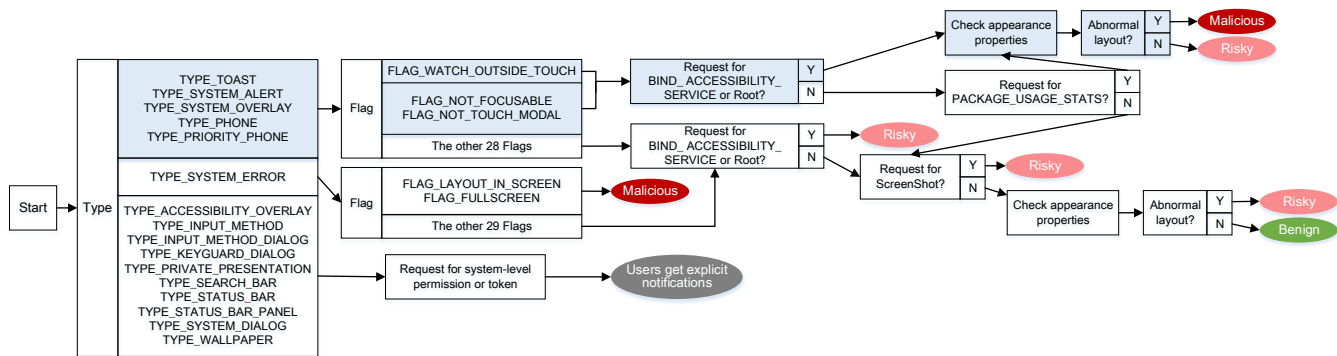 Start
Type
TYPE_TOAST
TYPE_SYSTEM_ALERT
TYPE_SYSTEM_OVERLAY
TYPE_PHONE
TYPE_PRIORITY_PHONE
TYPE_SYSTEM_ERROR
TYPE_ACCESSIBILITY_OVERLAY
TYPE_INPUT_METHOD
TYPE_INPUT_METHOD_DIALOG
TYPE_KEYGUARD_DIALOG
TYPE_PRIVATE_PRESENTATION
TYPE_SEARCH_BAR
TYPE_STATUS_BAR
TYPE_STATUS_BAR_PANEL
TYPE_SYSTEM_DIALOG
TYPE_WALLPAPER
Flag
FLAG_WATCH_OUTSIDE_TOUCH
FLAG_NOT_FOCUSABLE
FLAG_NOT_TOUCH_MODAL
The other 28 Flags
Flag
FLAG_LAYOUT_IN_SCREEN
FLAG_FULLSCREEN
The other 29 Flags
Malicious
Request for system-level
permission or token
Users get explicit
notifications
Request for
BIND_ACCESSIBILITY_
SERVICE or Root?
Y
N
Request for
BIND_ACCESSIBILITY_
SERVICE or Root?
Y
N
Risky
Check appearance
properties
Abnormal
layout?
Y
N
Malicious
Risky
Request for
PACKAGE_USAGE_STATS?
Y
N
Request for
ScreenShot?
Y
N
Risky
Check appearance
properties
Abnormal
layout?
Y
N
Risky
Benign